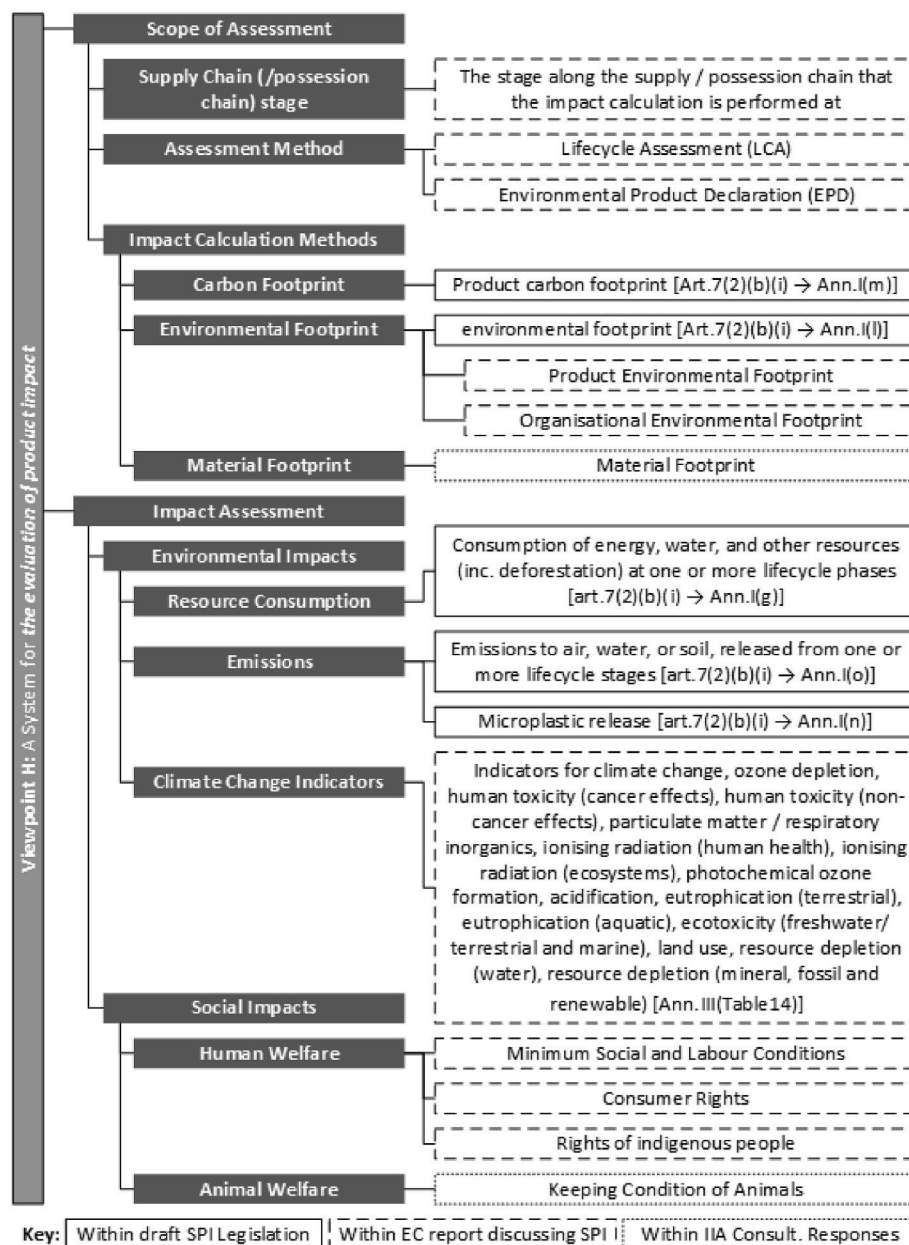 Viewpoint H: A System for the evaluation of product impact
Scope of Assessment
Supply Chain (/possession
chain) stage
The stage along the supply / possession chain that
the impact calculation is performed at
Assessment Method
Lifecycle Assessment (LCA)
Environmental Product Declaration (EPD)
Impact Calculation Methods
Carbon Footprint
Product carbon footprint [Art.7(2)(b)(i) → Ann.I(m)]
Environmental Footprint
environmental footprint [Art.7(2)(b)(i) → Ann.I(l)]
Product Environmental Footprint
Organisational Environmental Footprint
Material Footprint
Material Footprint
Impact Assessment
Environmental Impacts
Resource Consumption
Consumption of energy, water, and other resources
(inc. deforestation) at one or more lifecycle phases
[art.7(2)(b)(i) → Ann.I(g)]
Emissions
Emissions to air, water, or soil, released from one or
more lifecycle stages [art.7(2)(b)(i) → Ann.I(o)]
Microplastic release [art.7(2)(b)(i) → Ann.I(n)]
Climate Change Indicators
Indicators for climate change, ozone depletion,
human toxicity (cancer effects), human toxicity (non-
cancer effects), particulate matter / respiratory
inorganics, ionising radiation (human health), ionising
radiation (ecosystems), photochemical ozone
formation, acidification, eutrophication (terrestrial),
eutrophication (aquatic), ecotoxicity (freshwater/
terrestrial and marine), land use, resource depletion
(water), resource depletion (mineral, fossil and
renewable) [Ann.III(Table14)]
Social Impacts
Human Welfare
Minimum Social and Labour Conditions
Consumer Rights
Rights of indigenous people
Animal Welfare
Keeping Condition of Animals
Key: Within draft SPI Legislation Within EC report discussing SPI Within IIA Consult. Responses